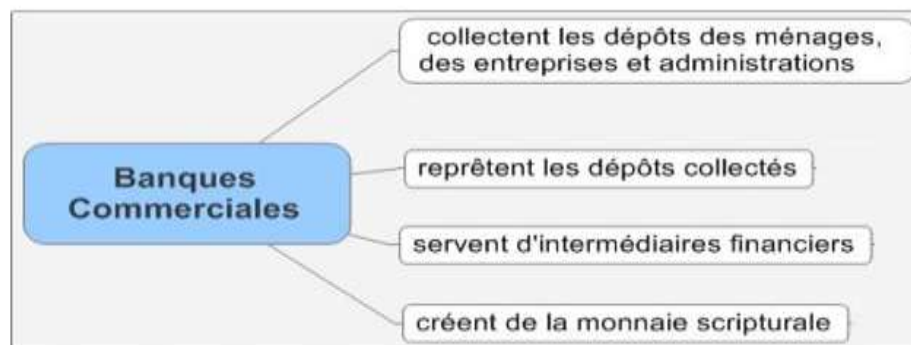 collectent les dépôts des ménages,
des entreprises et administrations
Banques
Commerciales
reprêtent les dépôts collectés
servent d'intermédiaires financiers
créent de la monnaie scripturale